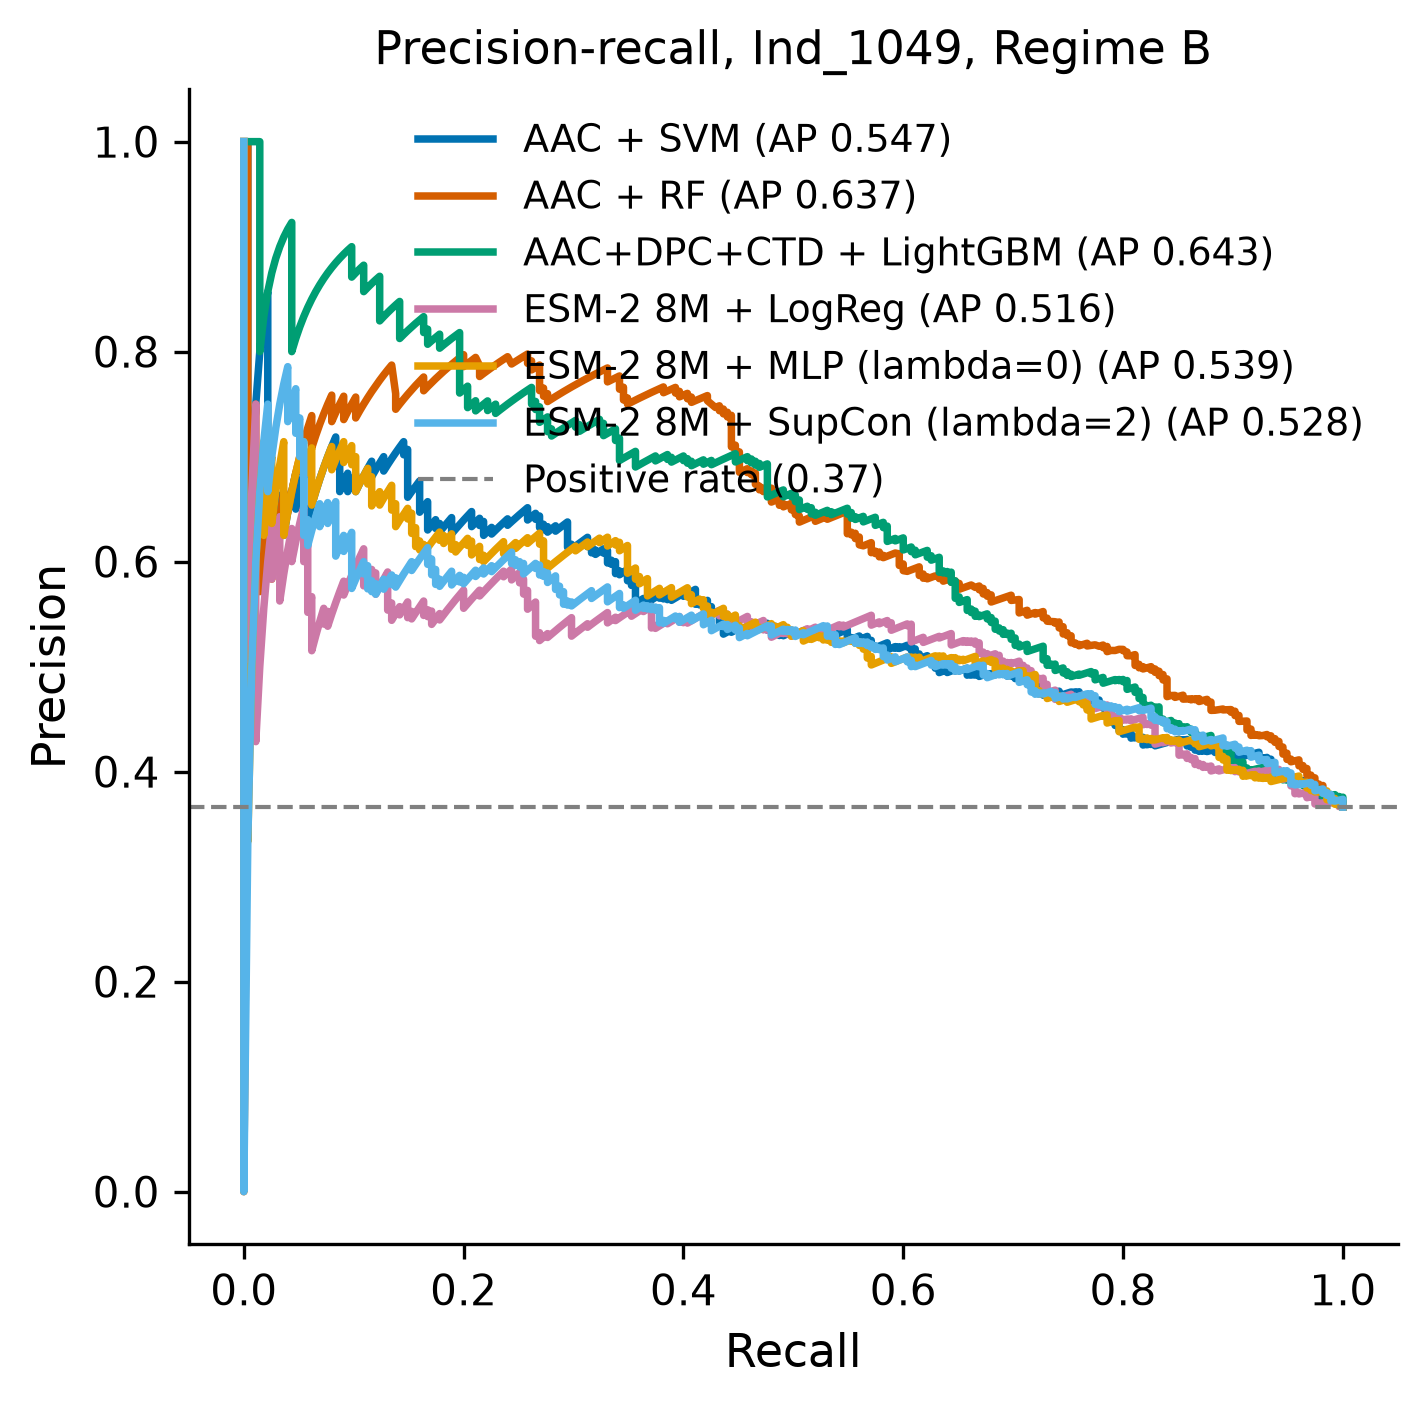 Precision-recall, Ind_1049, Regime B
AAC + SVM (AP 0.547)
AAC + RF (AP 0.637)
AAC+DPC+CTD + LightGBM (AP 0.643)
ESM-2 8M + LogReg (AP 0.516)
ESM-2 8M + MLP (lambda=0) (AP 0.539)
ESM-2 8M + SupCon (lambda=2) (AP 0.528)
Positive rate (0.37)
Precision
1.0
0.8
0.6
0.4
0.2
0.0
0.0 0.2 0.4 0.6 0.8 1.0
Recall